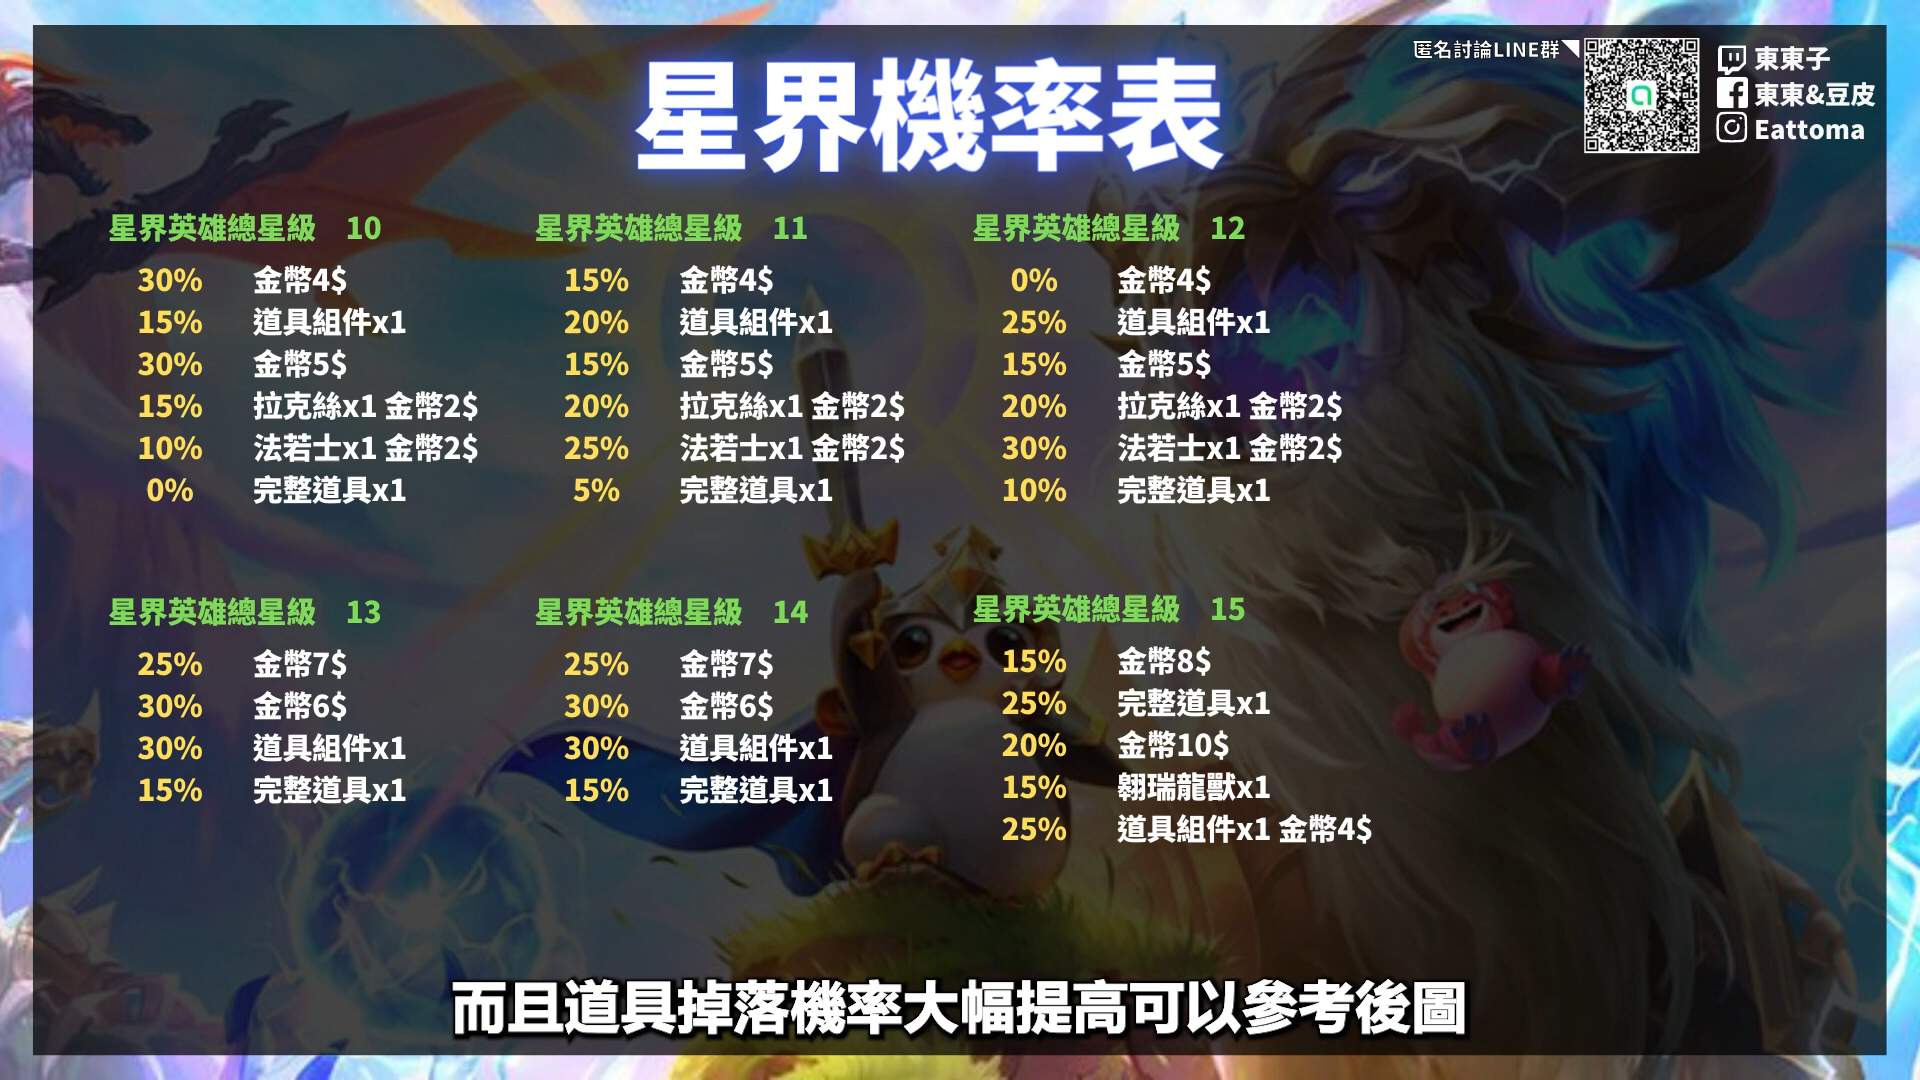 匿名討論LINE群
東東子
東東&豆皮
Eattoma
星界機率表
星界英雄總星級 10
30% 金幣4$
15% 道具組件x1
30% 金幣5$
15% 拉克絲x1 金幣2$
10% 法若士x1 金幣2$
0% 完整道具x1
星界英雄總星級 11
15% 金幣4$
20% 道具組件x1
15% 金幣5$
20% 拉克絲x1 金幣2$
25% 法若士x1 金幣2$
5% 完整道具x1
星界英雄總星級 12
0% 金幣4$
25% 道具組件x1
15% 金幣5$
20% 拉克絲x1 金幣2$
30% 法若士x1 金幣2$
10% 完整道具x1
星界英雄總星級 13
25% 金幣7$
30% 金幣6$
30% 道具組件x1
15% 完整道具x1
星界英雄總星級 14
25% 金幣7$
30% 金幣6$
30% 道具組件x1
15% 完整道具x1
星界英雄總星級 15
15% 金幣8$
25% 完整道具x1
20% 金幣10$
15% 翱瑞龍獸x1
25% 道具組件x1 金幣4$
而且道具掉落機率大幅提高可以參考後圖